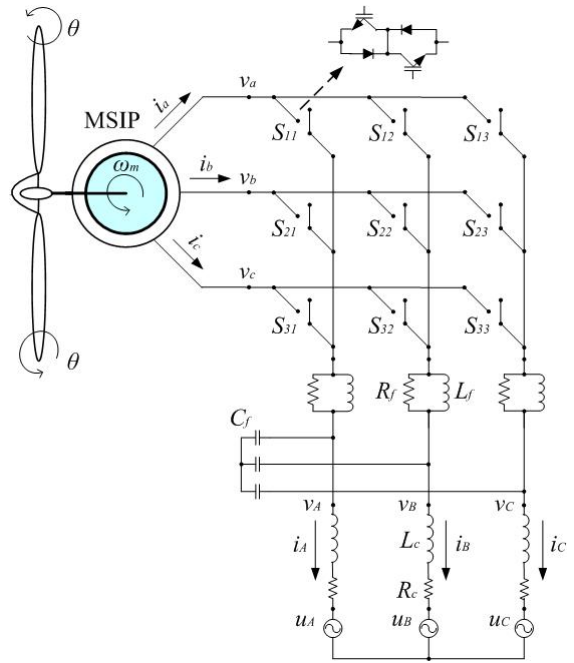 θ
MSIP
ωm
ia
ib
ic
va
vb
vc
S11
S12
S13
S21
S22
S23
S31
S32
S33
θ
Rf
Lf
Cf
vA
vB
vC
iA
Lc
iB
iC
Rc
uA
uB
uC